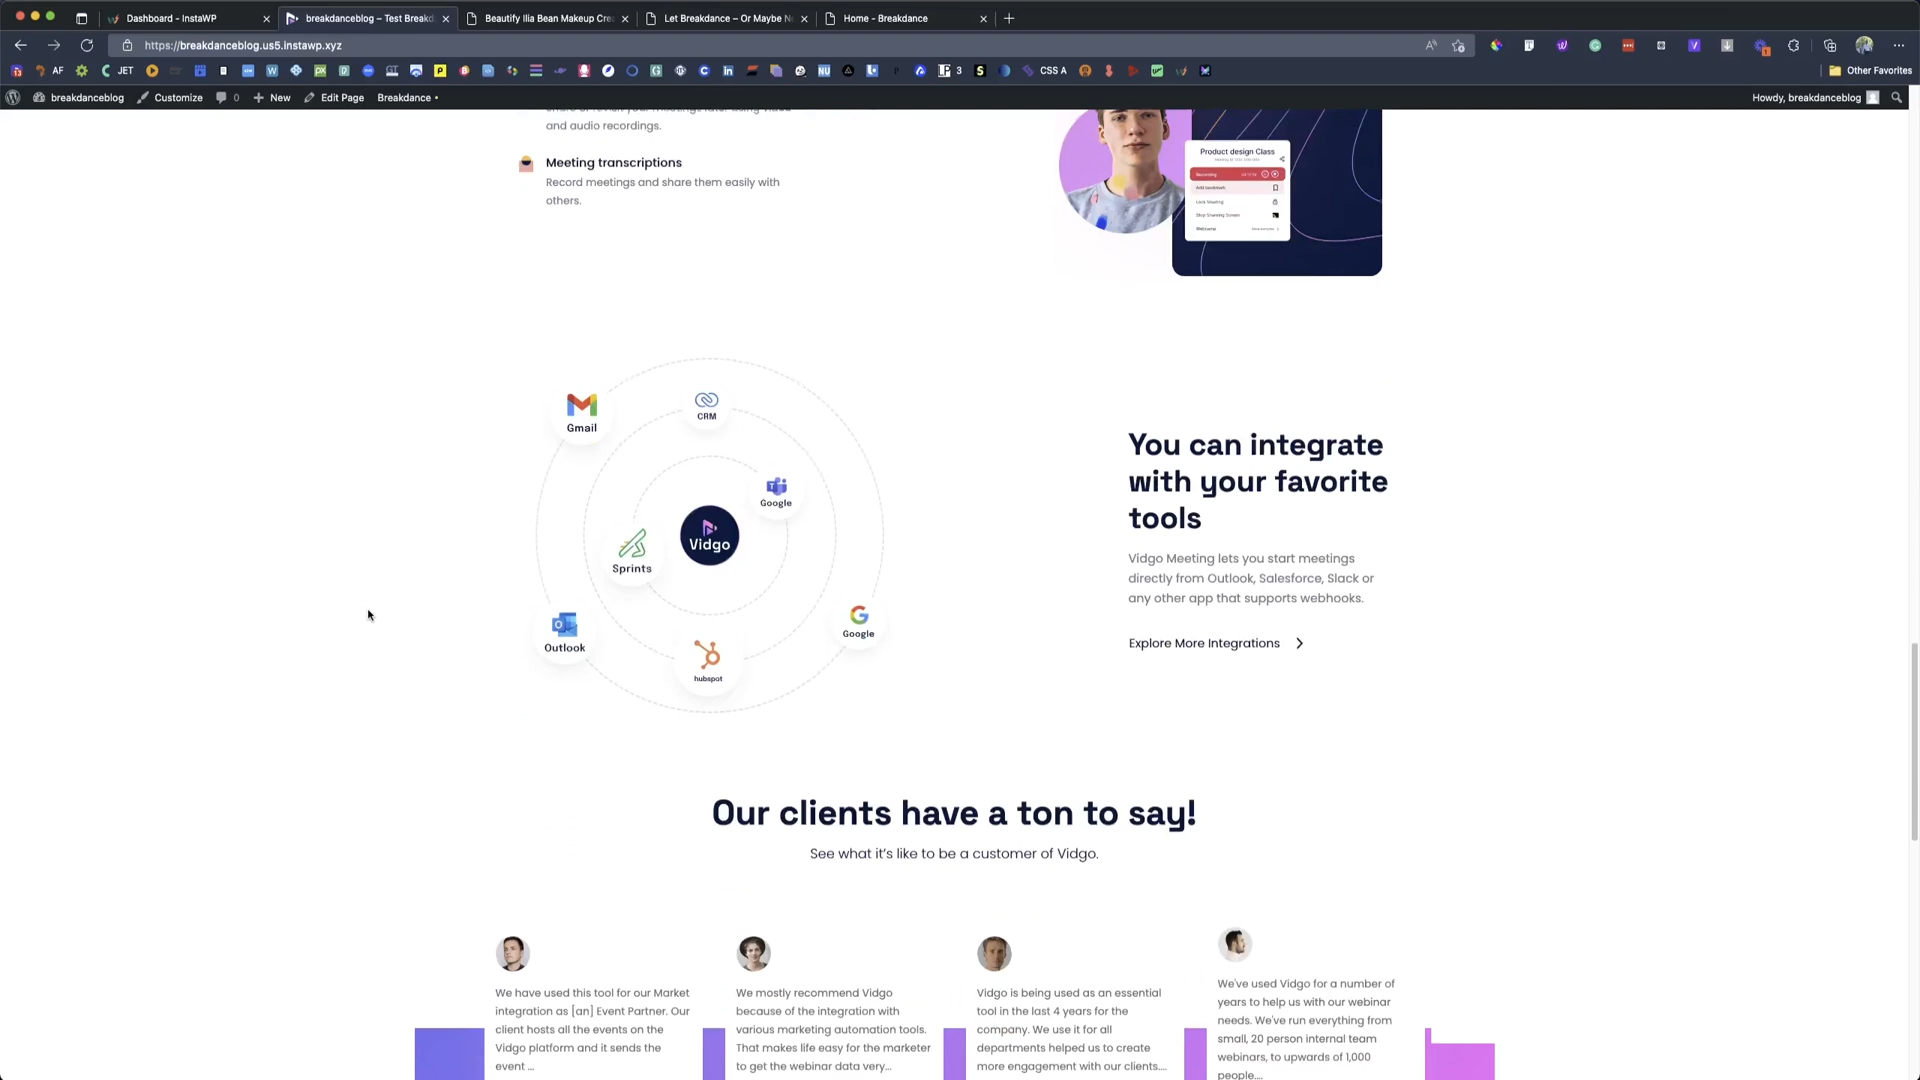 Dashboard - InstaWP
breakdanceblog – Test Breakd
Beautify Ilia Bean Makeup Cre
Let Breakdance – Or Maybe N
Home - Breakdance
https://breakdanceblog.us5.instawp.xyz
AF
JET
3
CSS A
Other Favorites
breakdanceblog
Customize
0
New
Edit Page
Breakdance
Howdy, breakdanceblog
and audio recordings.
Meeting transcriptions
Record meetings and share them easily with
others.
Product design Class
Recording
Add bookmark
Lock Meeting
Stop Sharing Screen
Gmail
CRM
Google
Vidgo
Sprints
Outlook
hubspot
Google
You can integrate
with your favorite
tools
Vidgo Meeting lets you start meetings
directly from Outlook, Salesforce, Slack or
any other app that supports webhooks.
Explore More Integrations
Our clients have a ton to say!
See what it's like to be a customer of Vidgo.
We have used this tool for our Market
integration as [an] Event Partner. Our
client hosts all the events on the
Vidgo platform and it sends the
event ...
We mostly recommend Vidgo
because of the integration with
various marketing automation tools.
That makes life easy for the marketer
to get the webinar data very...
Vidgo is being used as an essential
tool in the last 4 years for the
company. We use it for all
departments helped us to create
more engagement with our clients....
We've used Vidgo for a number of
years to help us with our webinar
needs. We've run everything from
small, 20 person internal team
webinars, to upwards of 1,000
people....